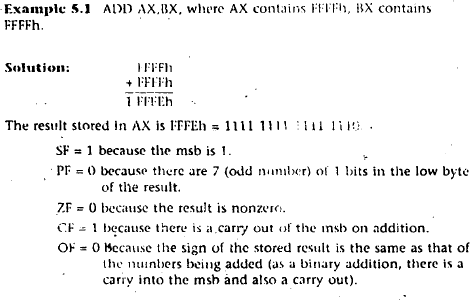 Example 5.1 ADD AX,BX, where AX contains FFFFh, BX contains
FFFFh.
Solution: FFFFh
+ FFFFh
1 FFFEh
The result stored in AX is FFFEh = 1111 1111 1111 1110.
SF = 1 because the msb is 1.
PF = 0 because there are 7 (odd number) of 1 bits in the low byte
of the result.
ZF = 0 because the result is nonzero.
CF = 1 because there is a carry out of the msb on addition.
OF = 0 because the sign of the stored result is the same as that of
the numbers being added (as a binary addition, there is a
carry into the msb and also a carry out).